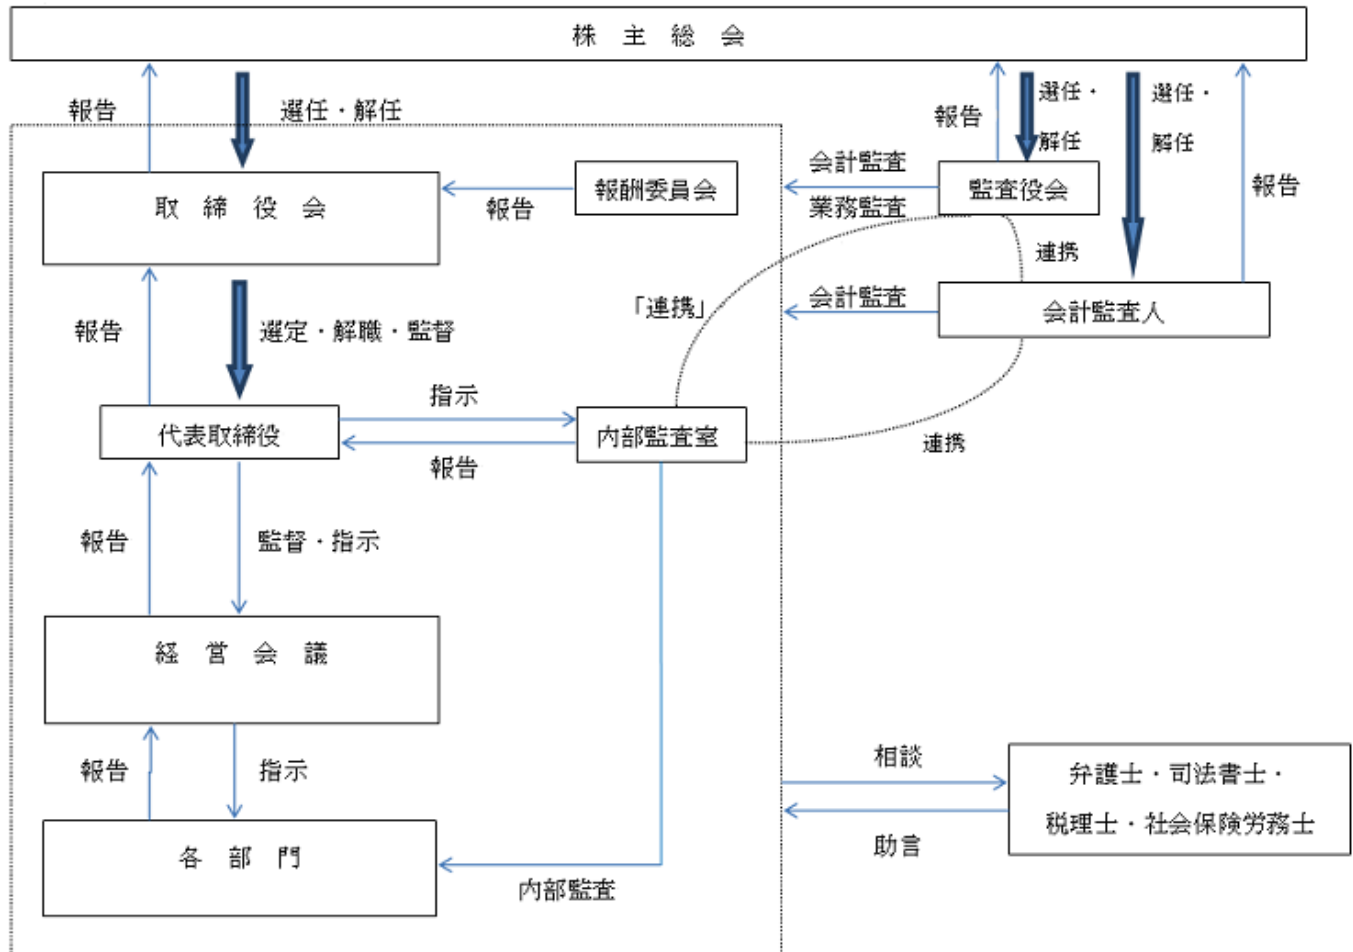 株 主 総 会
報告
選任・解任
報告
選任・
解任
選任・
解任
報告
取 締 役 会
報告
報酬委員会
会計監査
業務監査
監査役会
連携
「連携」
会計監査
会計監査人
報告
選定・解職・監督
代表取締役
指示
報告
内部監査室
連携
報告
監督・指示
経 営 会 議
報告
指示
各 部 門
内部監査
相談
助言
弁護士・司法書士・
税理士・社会保険労務士